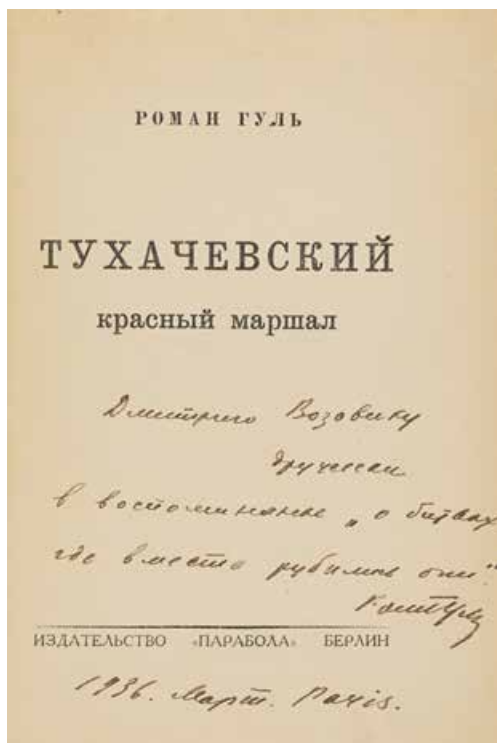 РОМАН ГУЛЬ
ТУХАЧЕВСКИЙ
красный маршал
Дмитрию Возовику
дружески
в воспоминанье „о битвах
где вместе рубились они"
ИЗДАТЕЛЬСТВО «ПАРАБОЛА» БЕРЛИН
1936. Март. Paris.